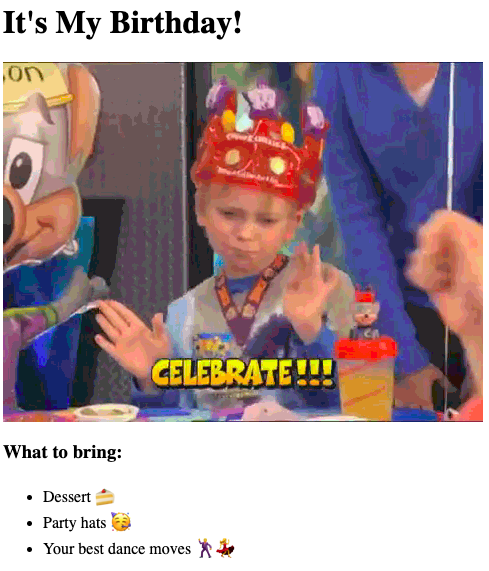 It's My Birthday!
on
CELEBRATE!!!
What to bring:
Dessert 🍰
Party hats 🥳
Your best dance moves 🕺💃